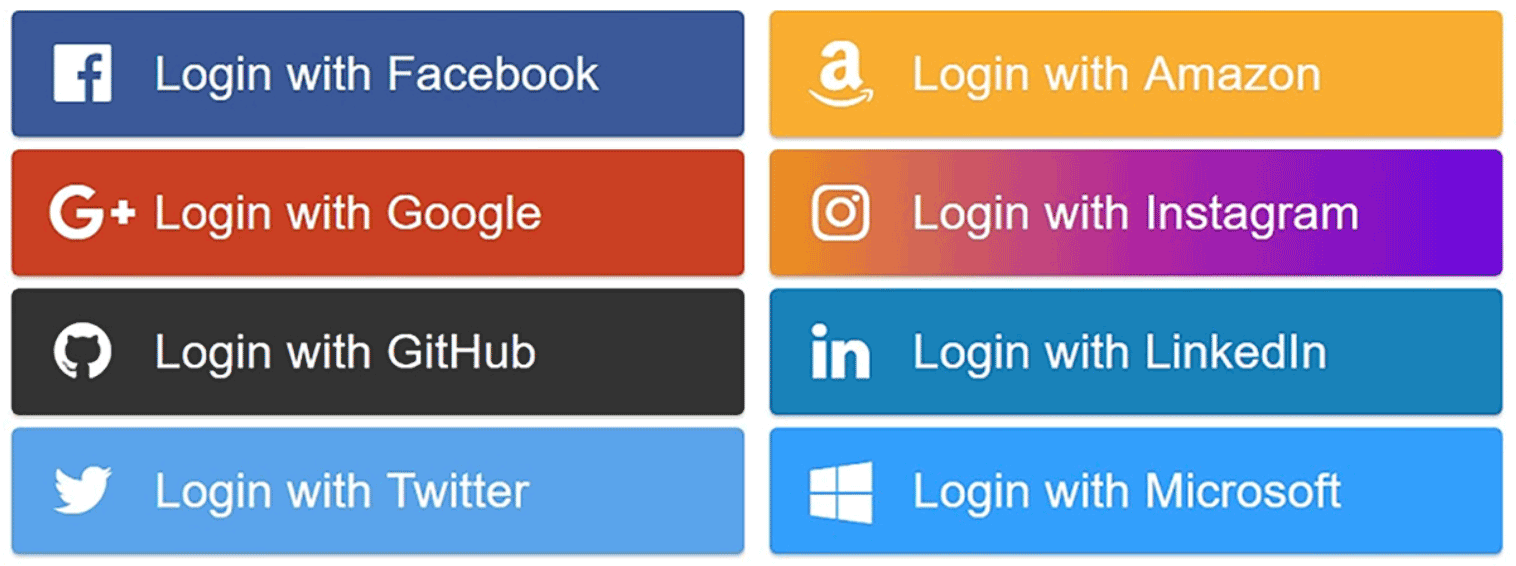 Login with Facebook
Login with Amazon
G+ Login with Google
Login with Instagram
Login with GitHub
in Login with LinkedIn
Login with Twitter
Login with Microsoft